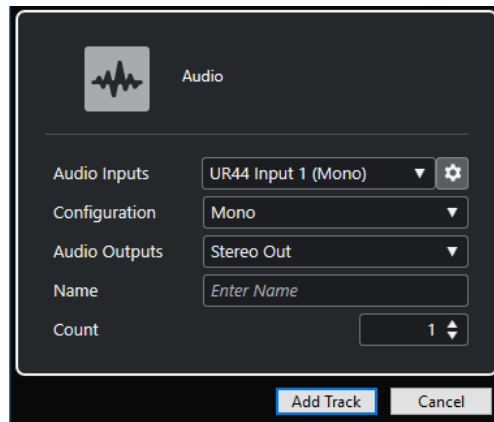 Audio
Audio Inputs UR44 Input 1 (Mono)
Configuration Mono
Audio Outputs Stereo Out
Name Enter Name
Count 1
Add Track Cancel